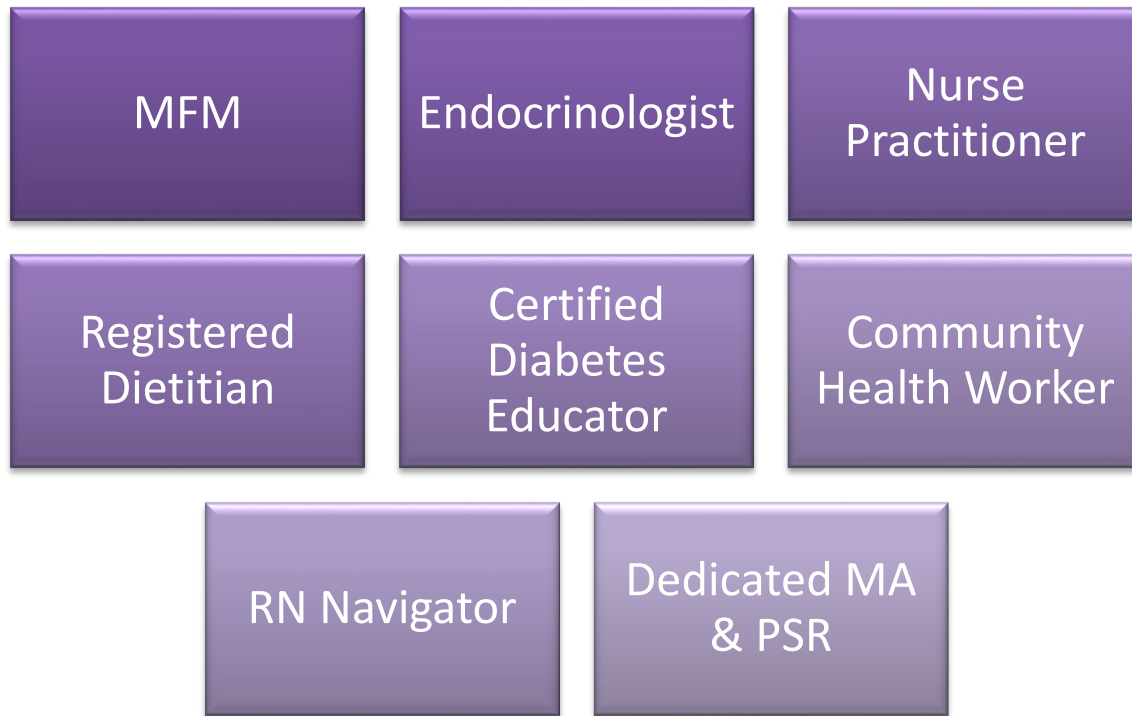 MFM
Endocrinologist
Nurse
Practitioner
Registered
Dietitian
Certified
Diabetes
Educator
Community
Health Worker
RN Navigator
Dedicated MA
& PSR